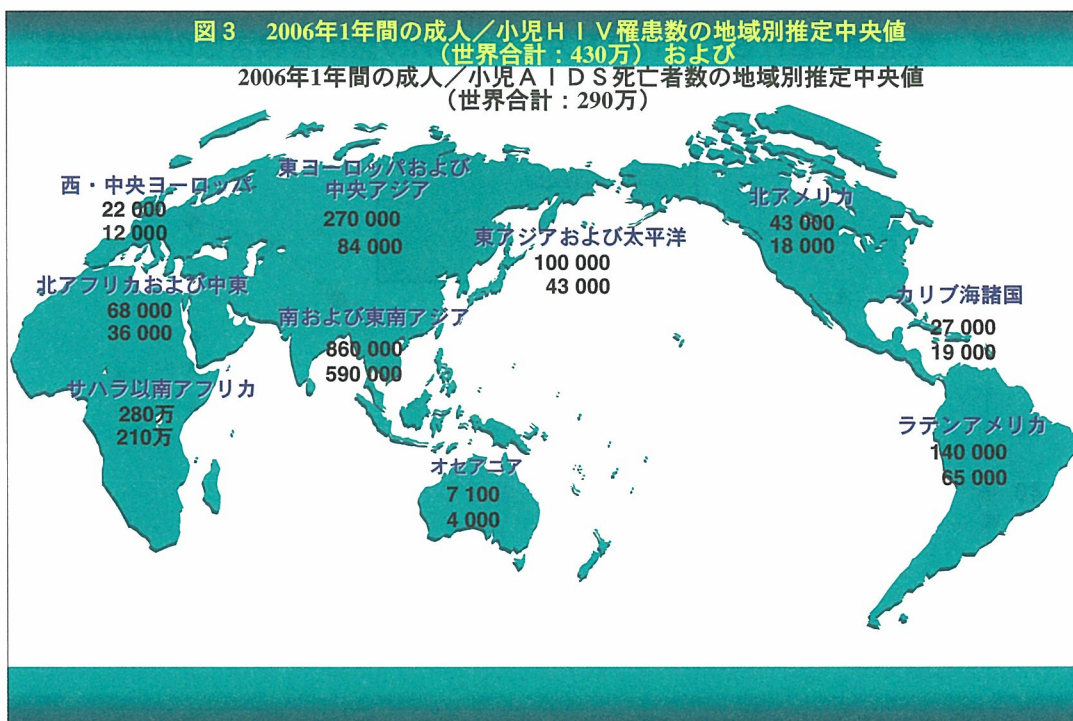 図3　2006年1年間の成人／小児ＨＩＶ罹患数の地域別推定中央値
（世界合計：430万）および
2006年1年間の成人／小児ＡＩＤＳ死亡者数の地域別推定中央値
（世界合計：290万）
西・中央ヨーロッパ
22 000
12 000
東ヨーロッパおよび
中央アジア
270 000
84 000
東アジアおよび太平洋
100 000
43 000
北アメリカ
43 000
18 000
北アフリカおよび中東
68 000
36 000
南および東南アジア
860 000
590 000
カリブ海諸国
27 000
19 000
サハラ以南アフリカ
280万
210万
オセアニア
7 100
4 000
ラテンアメリカ
140 000
65 000